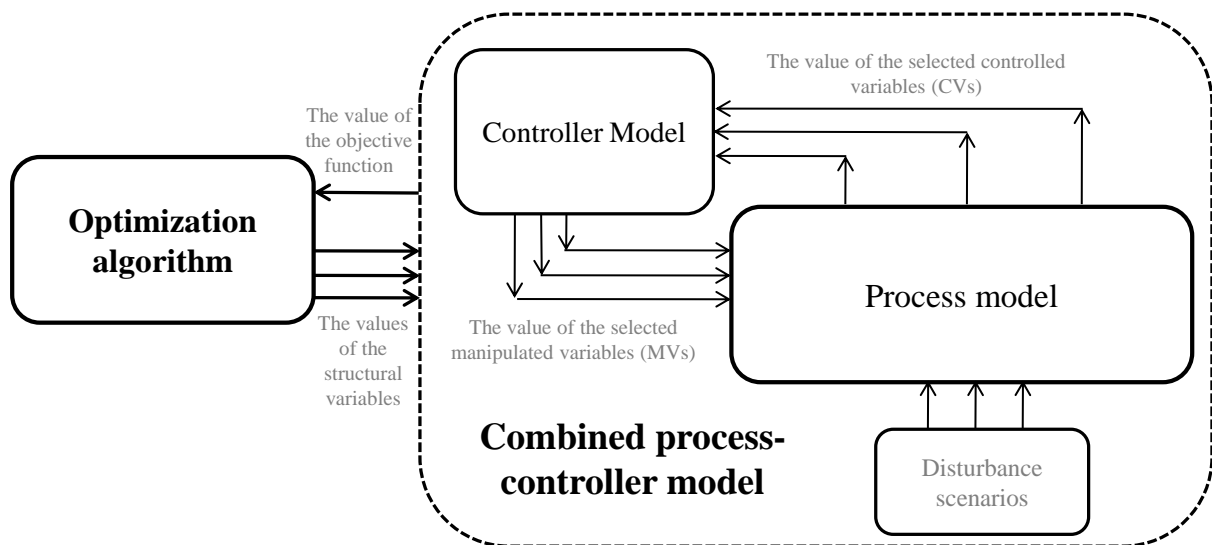 The value of
the objective
function
Optimization
algorithm
The values
of the
structural
variables
Controller Model
The value of the selected controlled
variables (CVs)
Process model
The value of the selected
manipulated variables (MVs)
Combined process-
controller model
Disturbance
scenarios